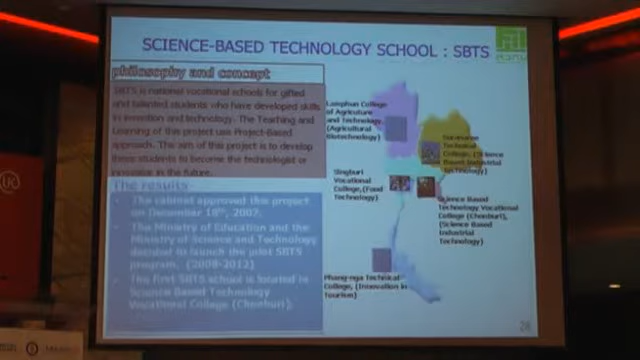 SCIENCE-BASED TECHNOLOGY SCHOOL : SBTS
philosophy and concept
SBTS is national vocational schools for gifted
and talented students who have developed skills
in invention and technology. The Teaching and
Learning of this project use Project-Based
approach. The aim of this project is to develop
these students to become the technologist or
innovator in the future.
The results
• The cabinet approved this project
on December 18th, 2007.
• The Ministry of Education and the
Ministry of Science and Technology
decided to launch the pilot SBTS
program. (2008-2012)
• The first SBTS school is located in
Science Based Technology
Vocational College (Chonburi).
Lamphun College
of Agriculture
and Technology
(Agricultural
Biotechnology)
Suranaree
Technical
College, (Science
Based Industrial
Technology)
Singburi
Vocational
College, (Food
Technology)
Science Based
Technology Vocational
College (Chonburi),
(Science Based
Industrial
Technology)
Phang-nga Technical
College, (Innovation in
Tourism)
28